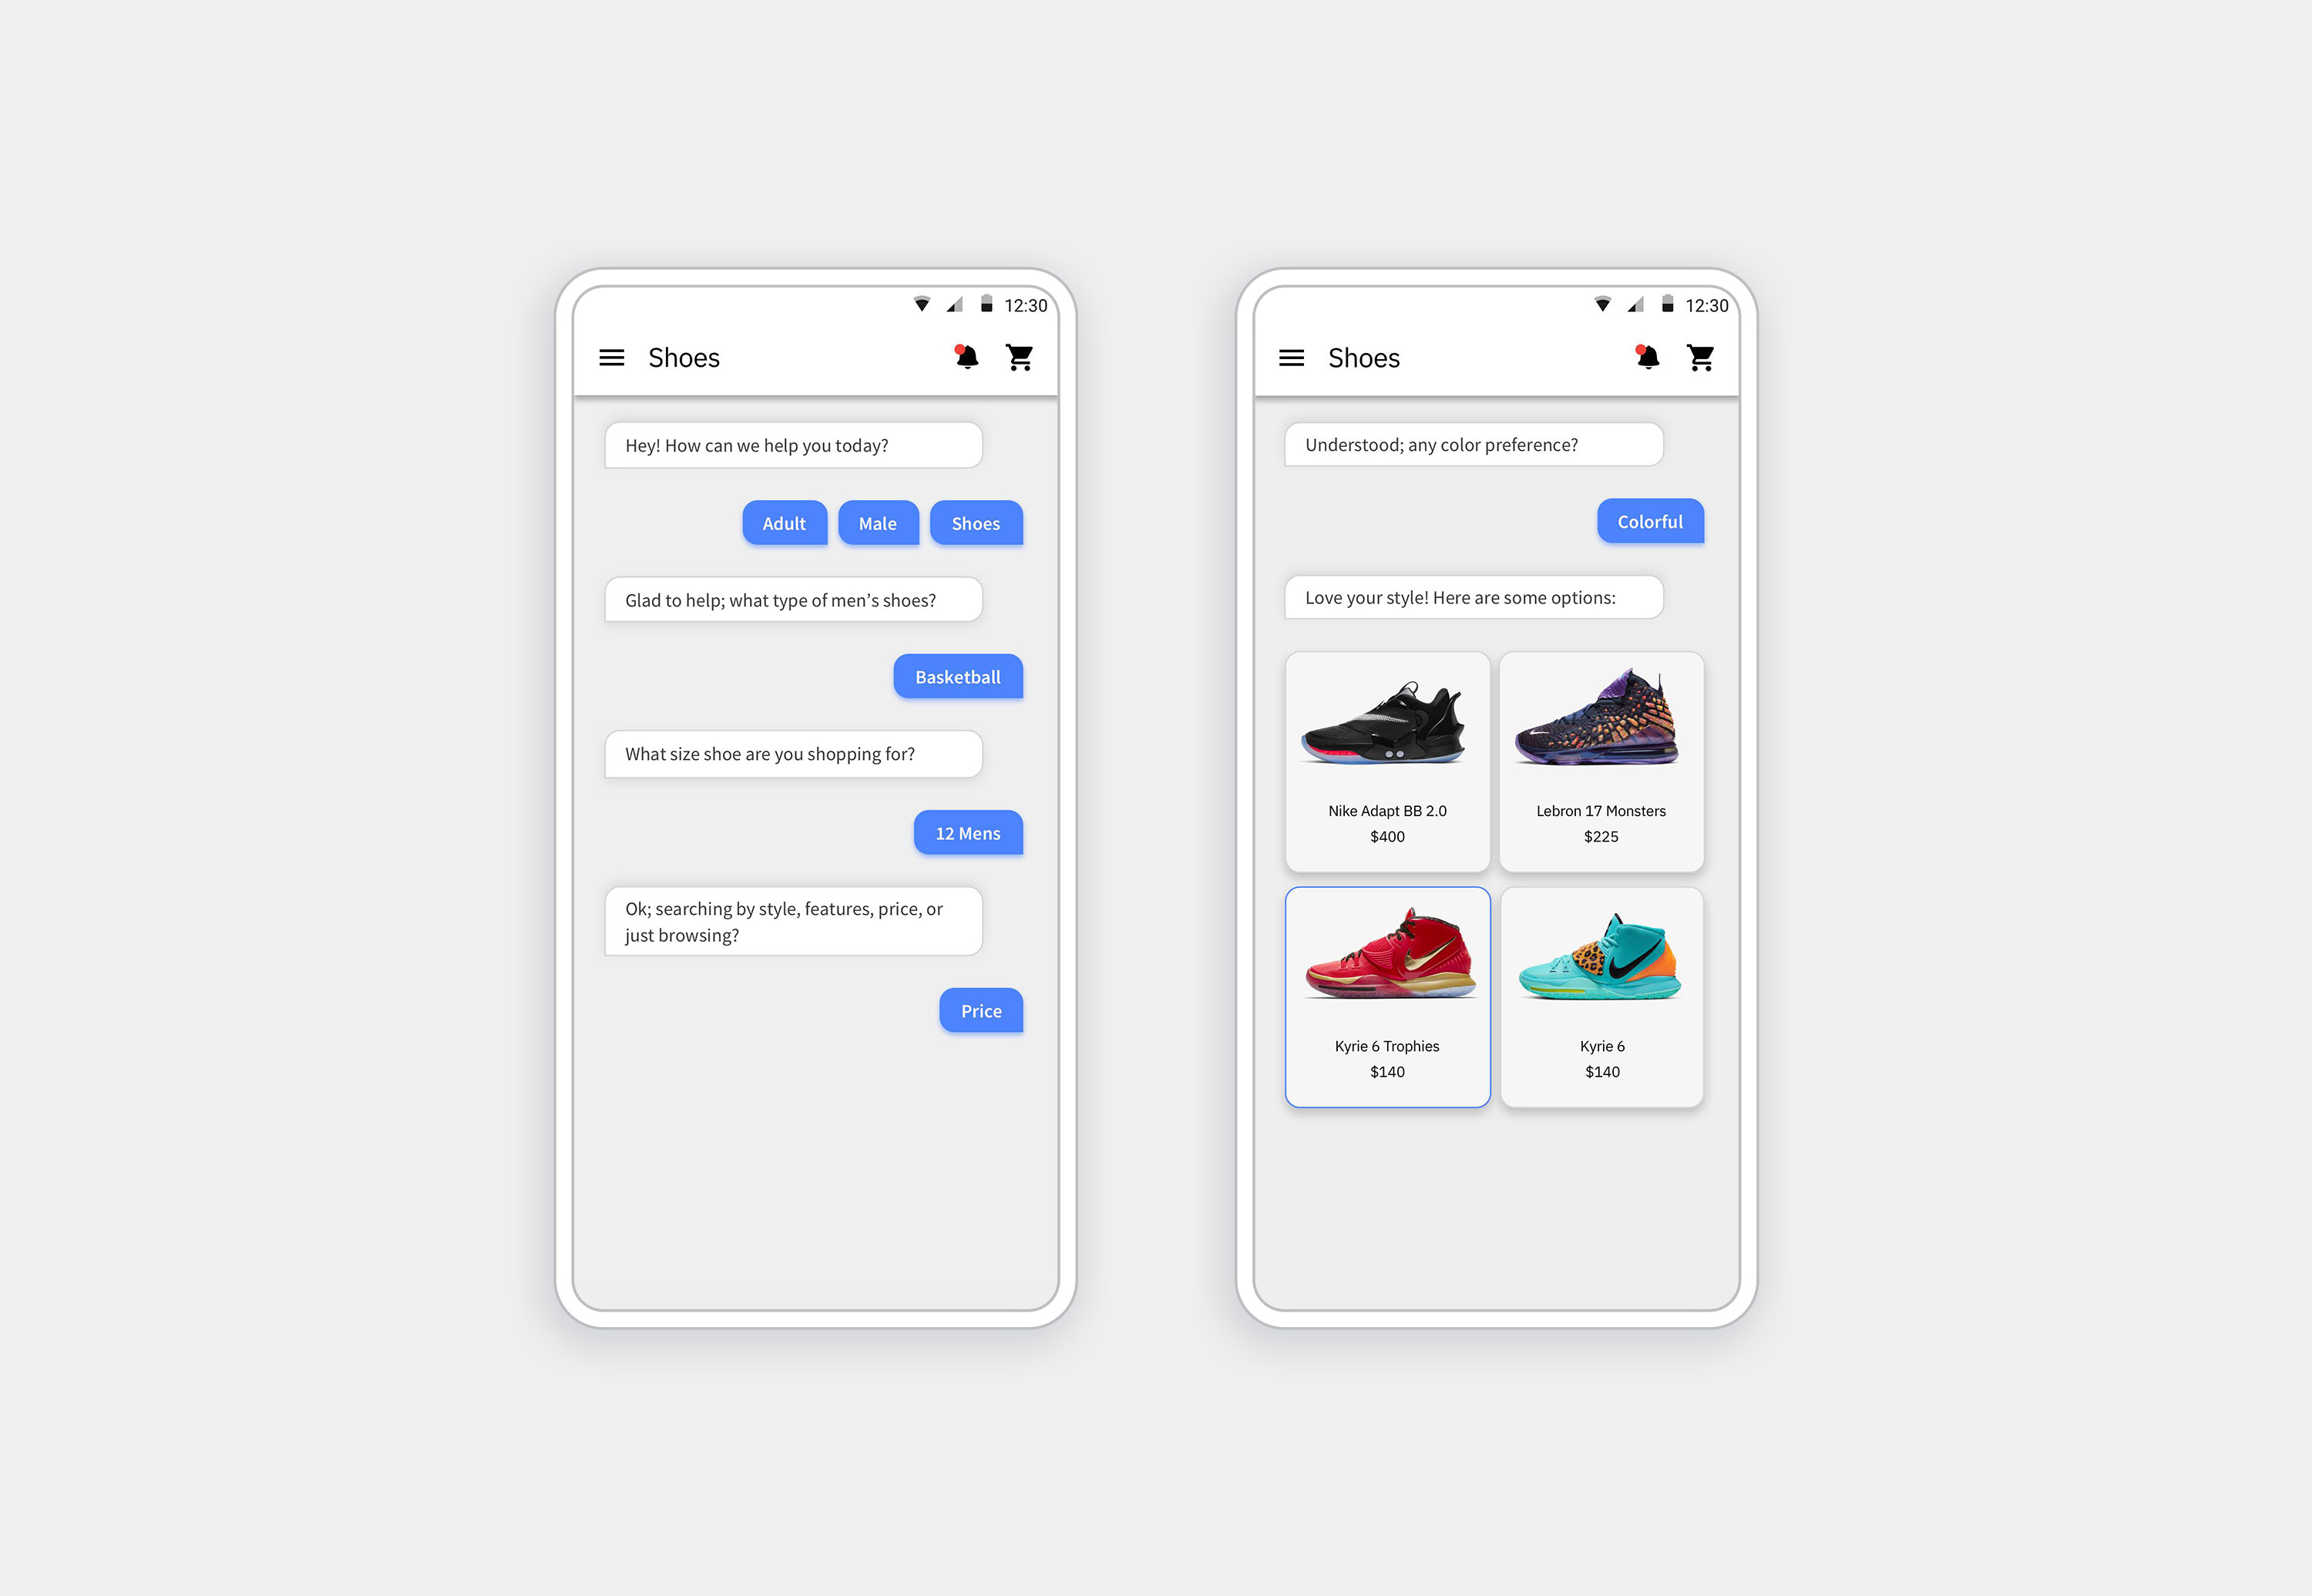 12:30
Shoes
Hey! How can we help you today?
Adult Male Shoes
Glad to help; what type of men’s shoes?
Basketball
What size shoe are you shopping for?
12 Mens
Ok; searching by style, features, price, or
just browsing?
Price
12:30
Shoes
Understood; any color preference?
Colorful
Love your style! Here are some options:
Nike Adapt BB 2.0
$400
Lebron 17 Monsters
$225
Kyrie 6 Trophies
$140
Kyrie 6
$140